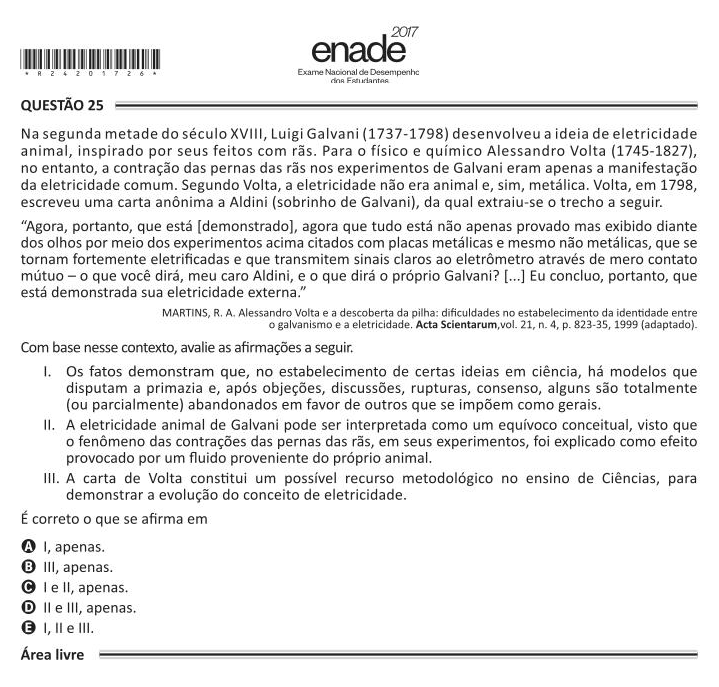 2017
enade
Exame Nacional de Desempenho
dos Estudantes
*R2420172 6*
QUESTÃO 25
Na segunda metade do século XVIII, Luigi Galvani (1737-1798) desenvolveu a ideia de eletricidade
animal, inspirado por seus feitos com rãs. Para o físico e químico Alessandro Volta (1745-1827),
no entanto, a contração das pernas das rãs nos experimentos de Galvani eram apenas a manifestação
da eletricidade comum. Segundo Volta, a eletricidade não era animal e, sim, metálica. Volta, em 1798,
escreveu uma carta anônima a Aldini (sobrinho de Galvani), da qual extraiu-se o trecho a seguir.
“Agora, portanto, que está [demonstrado], agora que tudo está não apenas provado mas exibido diante
dos olhos por meio dos experimentos acima citados com placas metálicas e mesmo não metálicas, que se
tornam fortemente eletrificadas e que transmitem sinais claros ao eletrômetro através de mero contato
mútuo – o que você dirá, meu caro Aldini, e o que dirá o próprio Galvani? [...] Eu concluo, portanto, que
está demonstrada sua eletricidade externa.”
MARTINS, R. A. Alessandro Volta e a descoberta da pilha: dificuldades no estabelecimento da identidade entre
o galvanismo e a eletricidade. Acta Scientarum,vol. 21, n. 4, p. 823-35, 1999 (adaptado).
Com base nesse contexto, avalie as afirmações a seguir.
I. Os fatos demonstram que, no estabelecimento de certas ideias em ciência, há modelos que
disputam a primazia e, após objeções, discussões, rupturas, consenso, alguns são totalmente
(ou parcialmente) abandonados em favor de outros que se impõem como gerais.
II. A eletricidade animal de Galvani pode ser interpretada como um equívoco conceitual, visto que
o fenômeno das contrações das pernas das rãs, em seus experimentos, foi explicado como efeito
provocado por um fluido proveniente do próprio animal.
III. A carta de Volta constitui um possível recurso metodológico no ensino de Ciências, para
demonstrar a evolução do conceito de eletricidade.
É correto o que se afirma em
A I, apenas.
B III, apenas.
C I e II, apenas.
D II e III, apenas.
E I, II e III.
Área livre